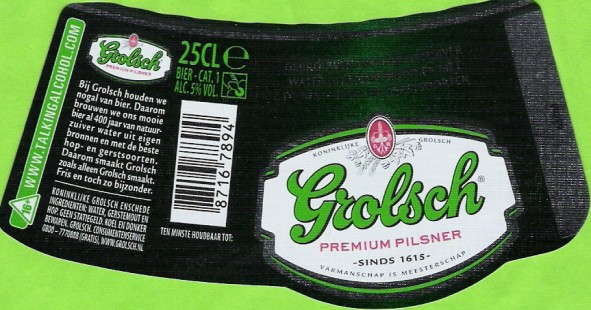 WWW.TALKINGALCOHOL.COM
Grolsch
PREMIUM PILSNER
Bij Grolsch houden we
nogal van bier. Daarom
brouwen we ons mooie
bier al 400 jaar van natuur-
zuiver water uit eigen
bronnen en met de beste
hop- en gerstsoorten.
Daarom smaakt Grolsch
zoals alleen Grolsch smaakt.
Fris en toch zo bijzonder.
KONINKLIJKE GROLSCH ENSCHEDE
INGREDIENTEN: WATER, GERSTEMOUT EN
HOP. GEEN STATIEGELD. KOEL EN DONKER
BEWAREN. GROLSCH, CONSUMENTENSERVICE
0800 - 7770888 (GRATIS). WWW.GROLSCH.NL
25CL e
BIER - CAT. 1
ALC. 5% VOL.
87161
7894
TEN MINSTE HOUDBAAR TOT:
KONINKLIJKE GROLSCH
Grolsch®
PREMIUM PILSNER
-SINDS 1615-
VAKMANSCHAP IS MEESTERSCHAP